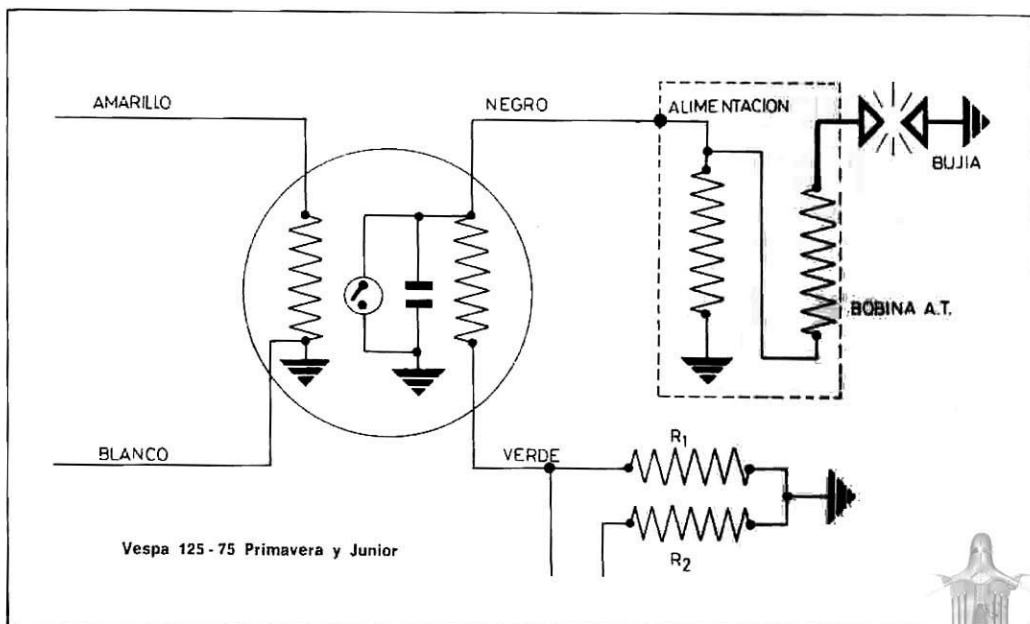 AMARILLO
NEGRO
ALIMENTACION
BUJIA
BOBINA A.T.
BLANCO
VERDE
R1
R2
Vespa 125-75 Primavera y Junior